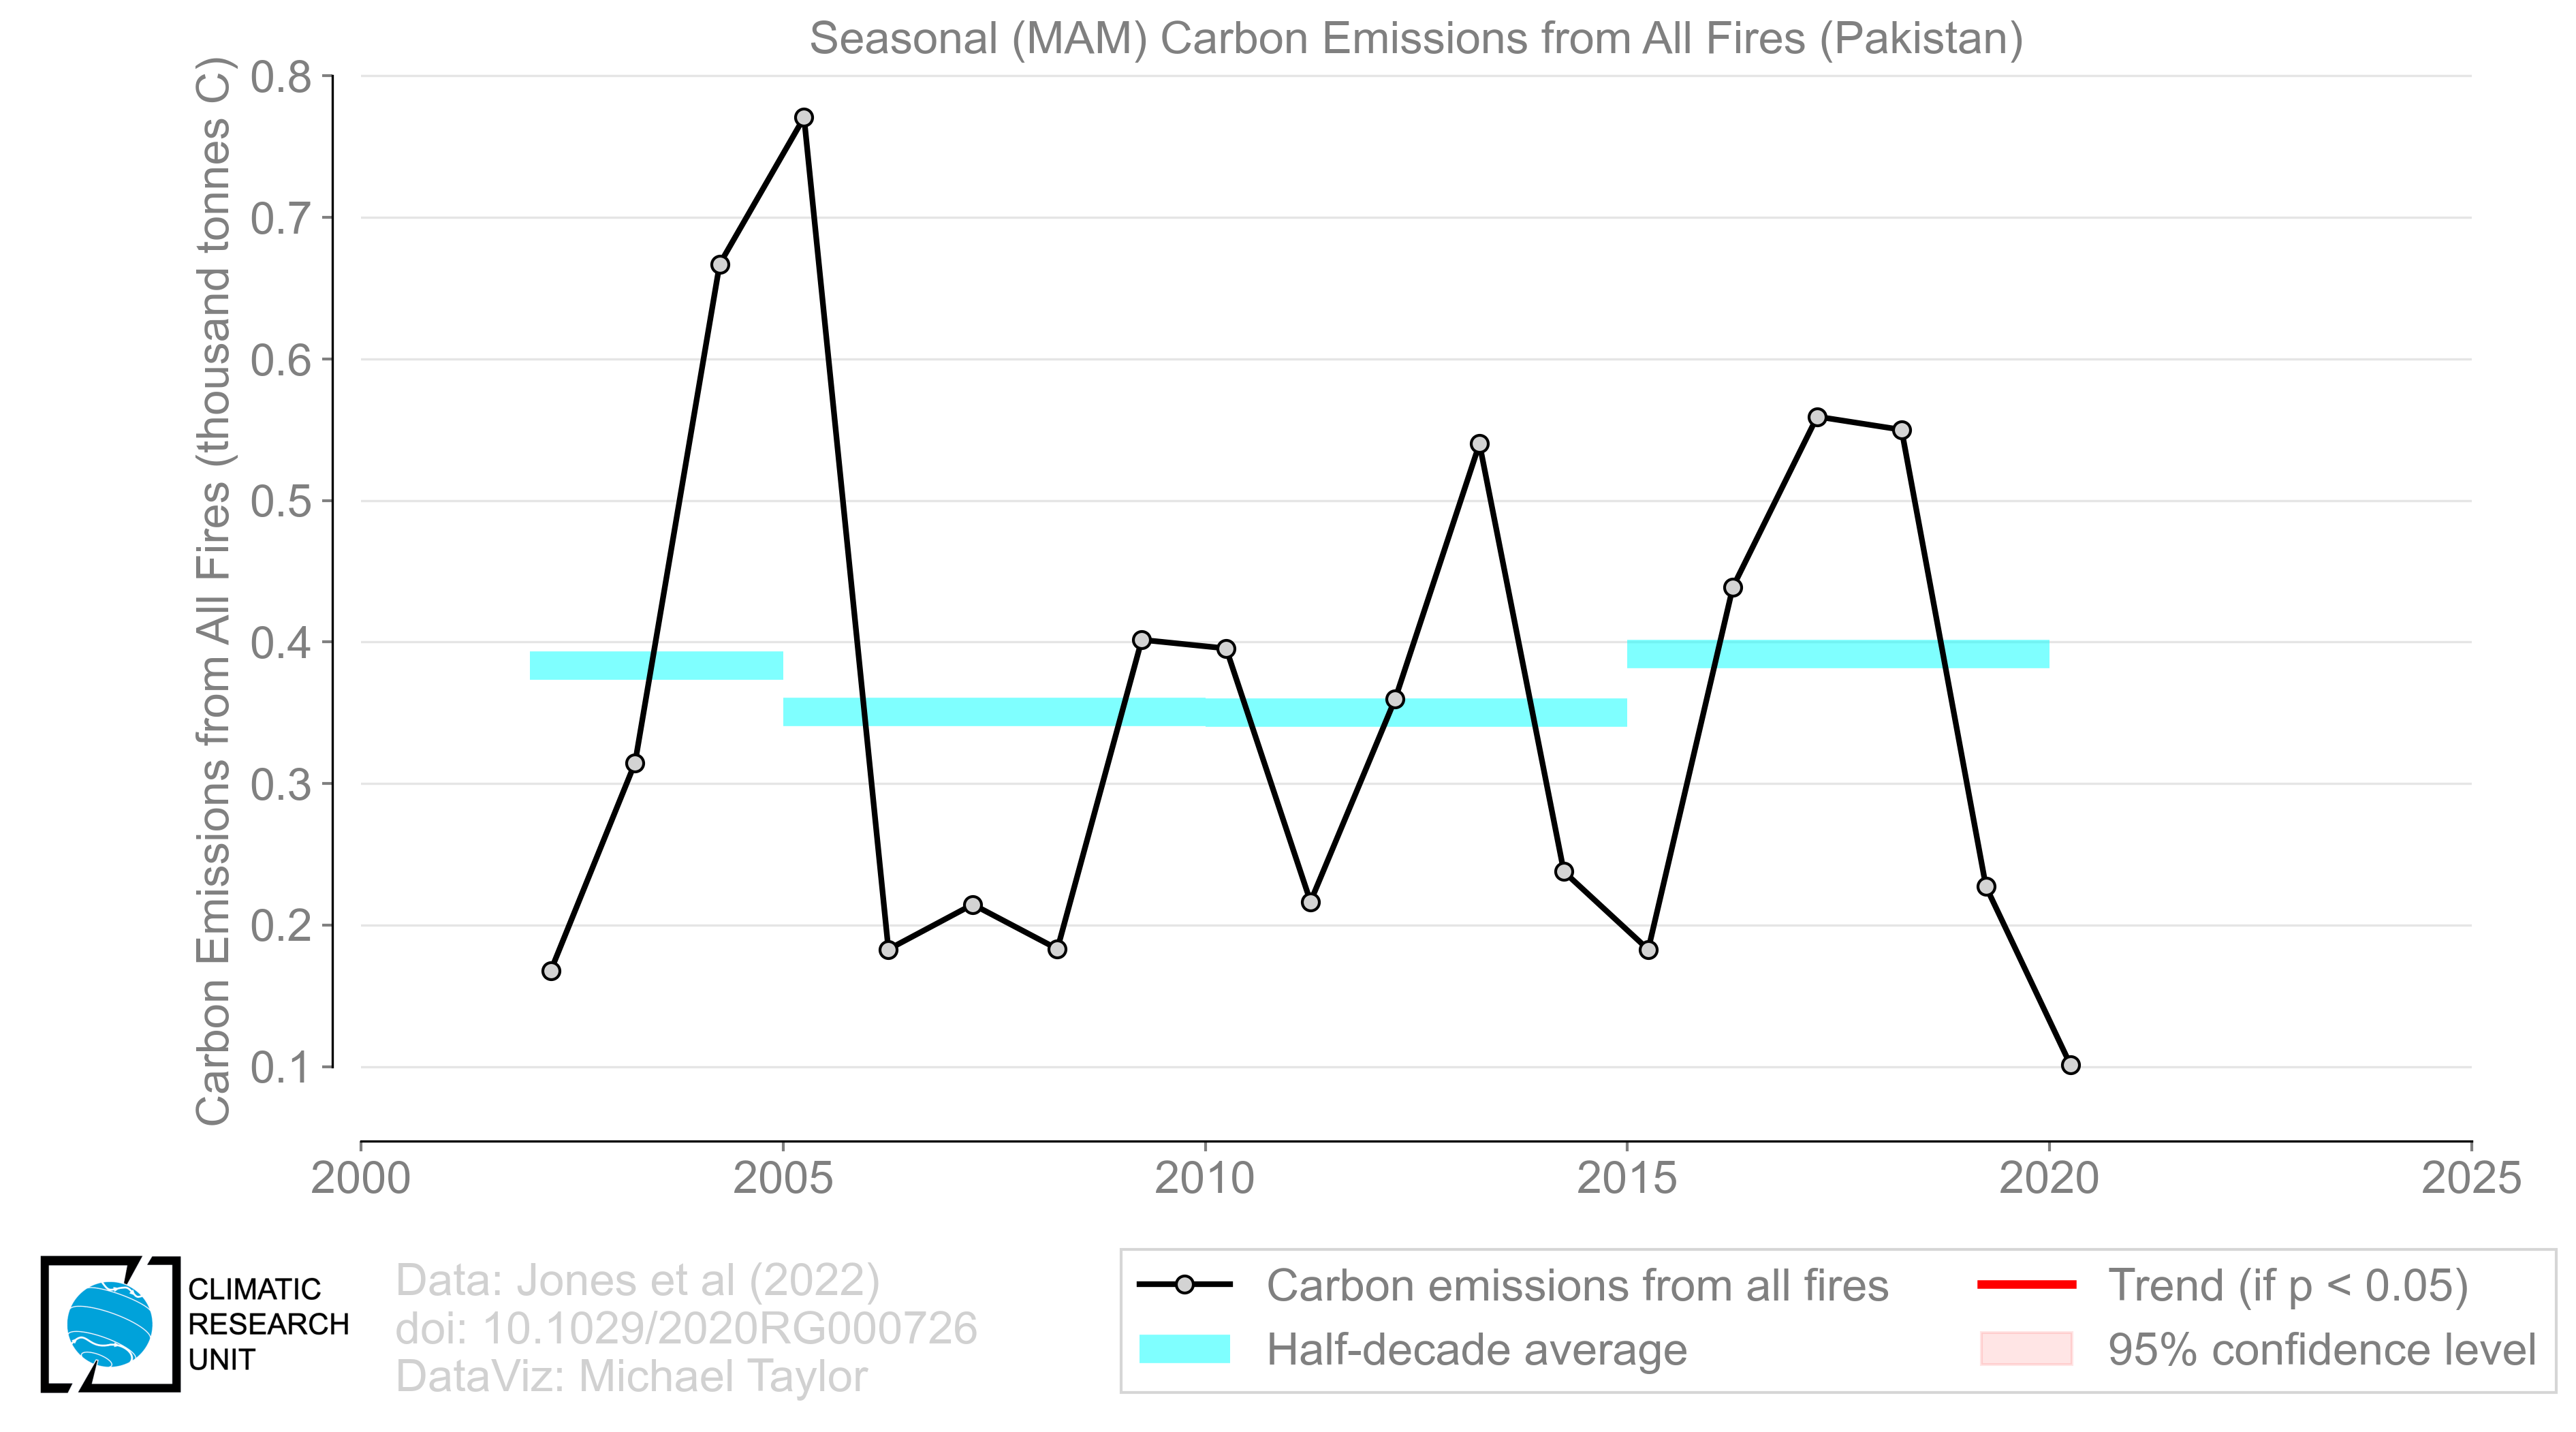 Seasonal (MAM) Carbon Emissions from All Fires (Pakistan)
Carbon Emissions from All Fires (thousand tonnes C)
0.8
0.7
0.6
0.5
0.4
0.3
0.2
0.1
2000
2005
2010
2015
2020
2025
CLIMATIC
RESEARCH
UNIT
Data: Jones et al (2022)
doi: 10.1029/2020RG000726
DataViz: Michael Taylor
Carbon emissions from all fires
Half-decade average
Trend (if p < 0.05)
95% confidence level